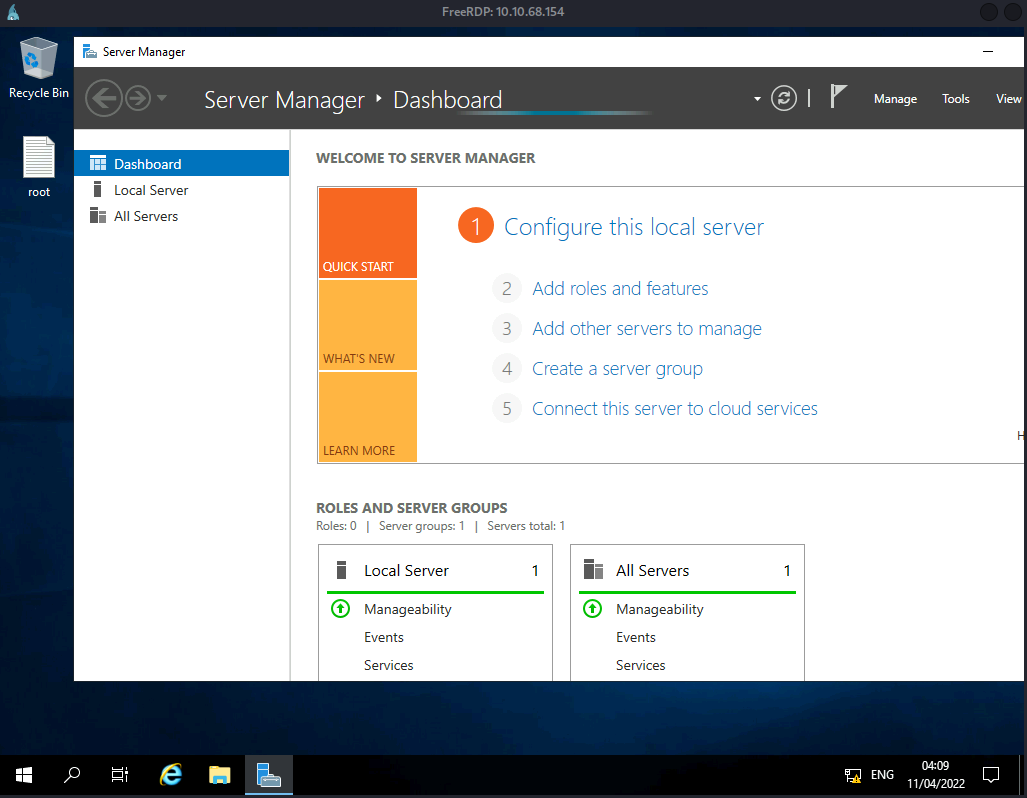 FreeRDP: 10.10.68.154
Recycle Bin
root
Server Manager
Server Manager Dashboard
Manage Tools View
Dashboard
Local Server
All Servers
WELCOME TO SERVER MANAGER
QUICK START
WHAT'S NEW
LEARN MORE
1 Configure this local server
2 Add roles and features
3 Add other servers to manage
4 Create a server group
5 Connect this server to cloud services
H
ROLES AND SERVER GROUPS
Roles: 0 | Server groups: 1 | Servers total: 1
Local Server 1
Manageability
Events
Services
All Servers 1
Manageability
Events
Services
ENG
04:09
11/04/2022